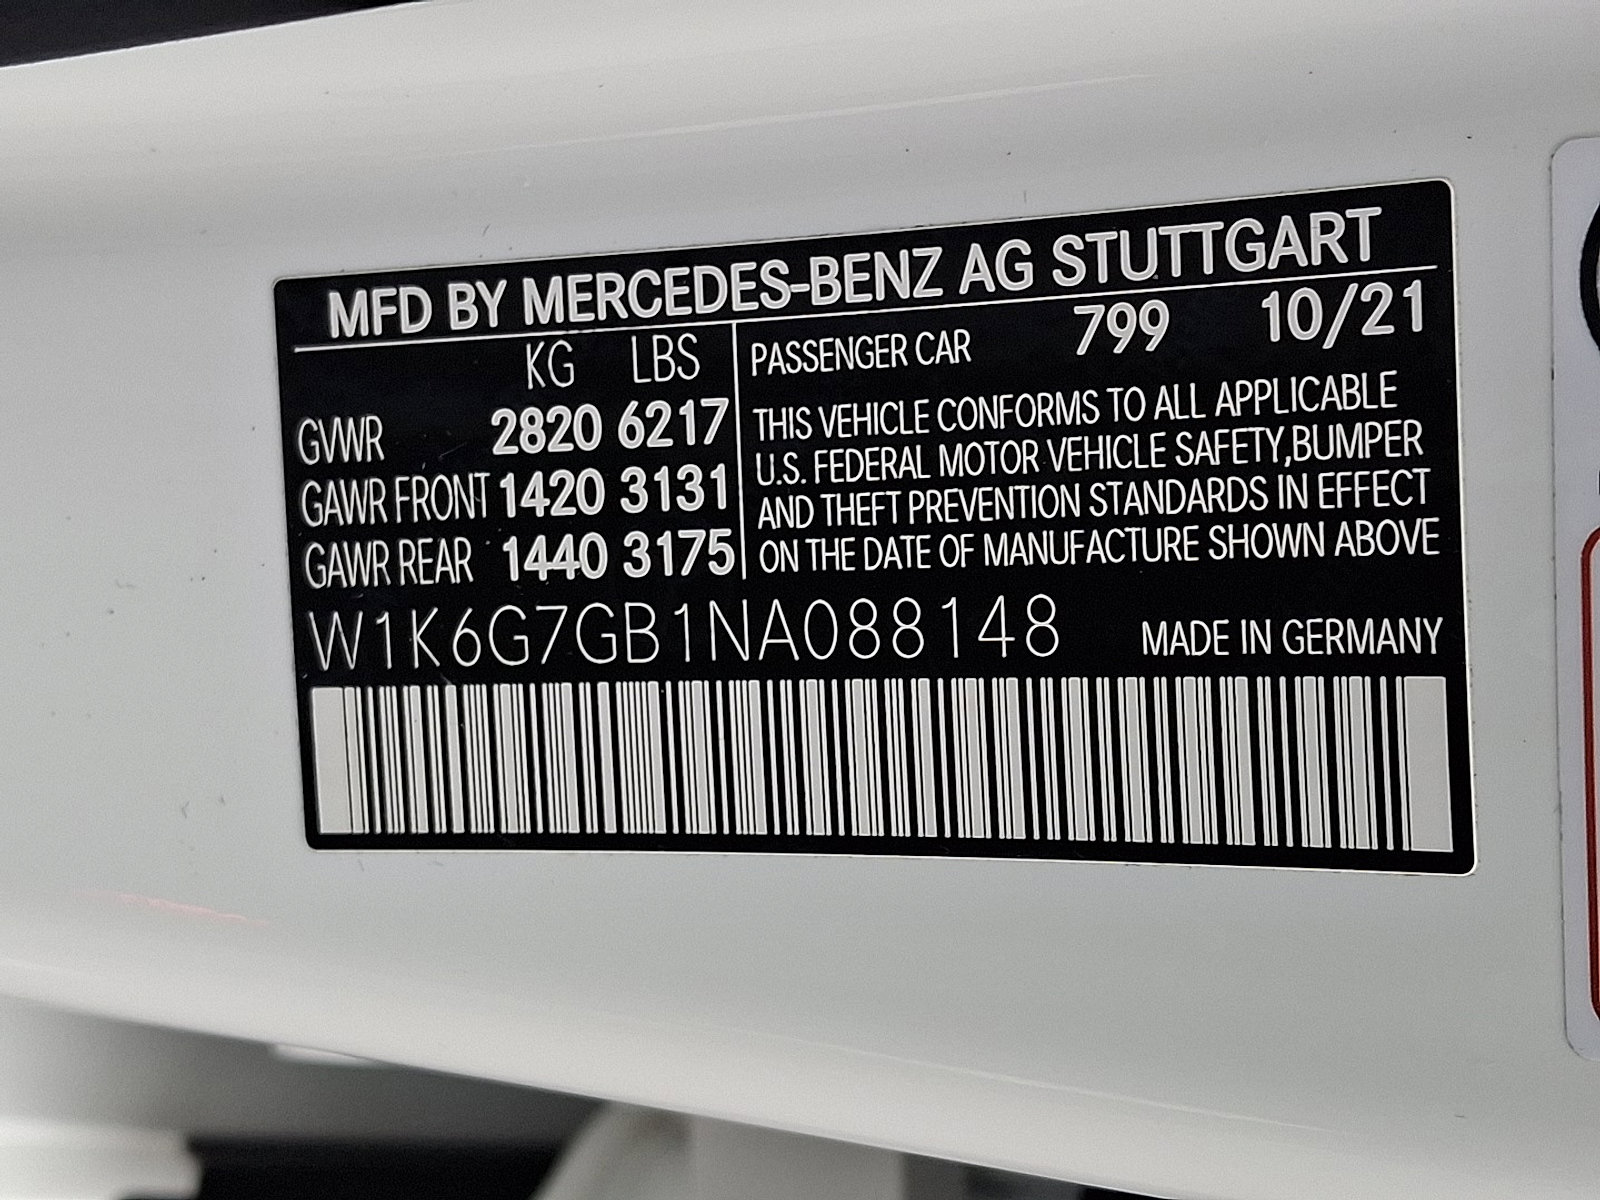 MFD BY MERCEDES-BENZ AG STUTTGART
KG LBS
GVWR 2820 6217
GAWR FRONT 1420 3131
GAWR REAR 1440 3175
PASSENGER CAR 799 10/21
THIS VEHICLE CONFORMS TO ALL APPLICABLE
U.S. FEDERAL MOTOR VEHICLE SAFETY,BUMPER
AND THEFT PREVENTION STANDARDS IN EFFECT
ON THE DATE OF MANUFACTURE SHOWN ABOVE
W1K6G7GB1NA088148
MADE IN GERMANY